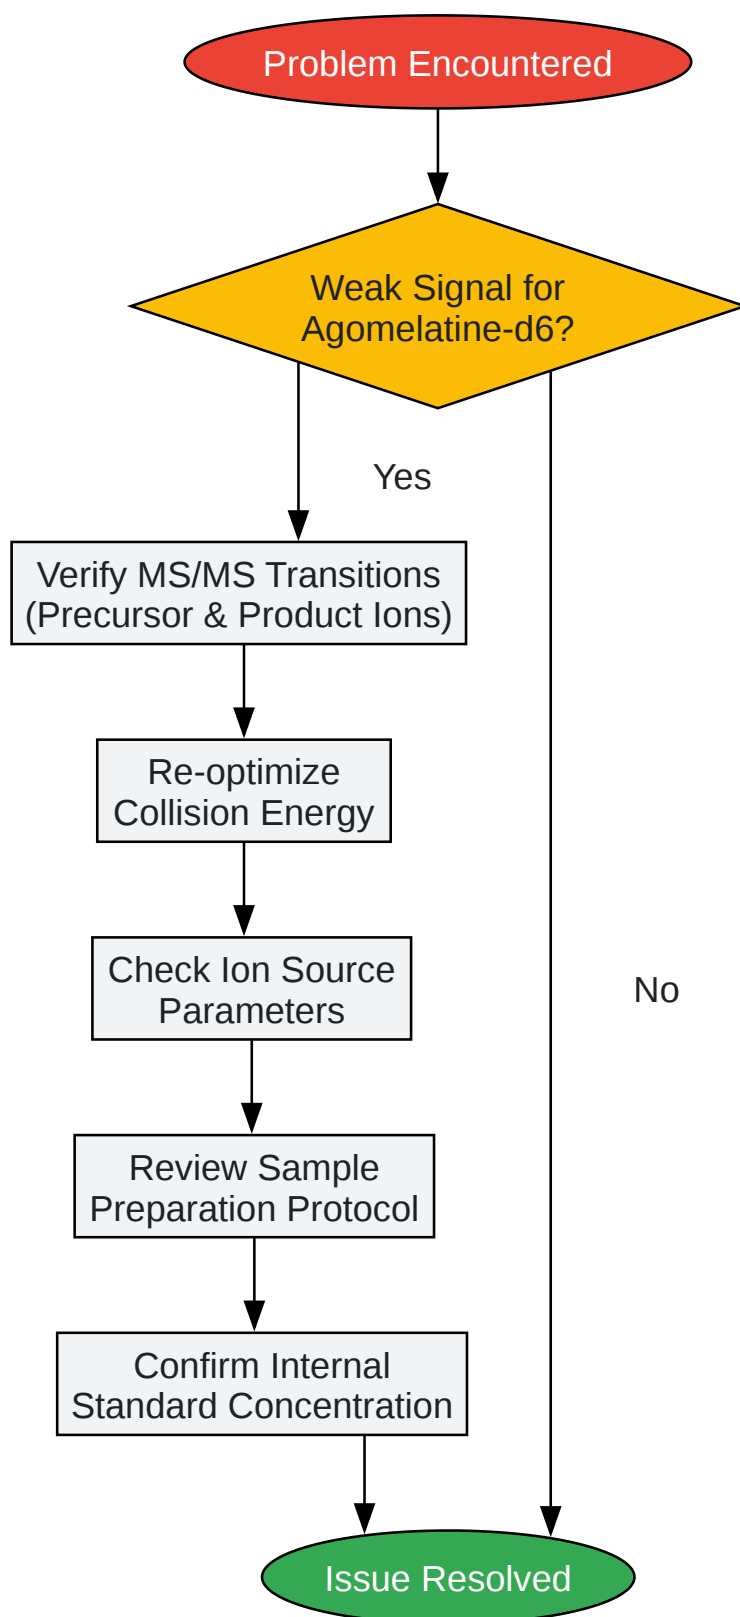 Problem Encountered
Weak Signal for
Agomelatine-d6?
Yes
Verify MS/MS Transitions
(Precursor & Product Ions)
Re-optimize
Collision Energy
Check Ion Source
Parameters
No
Review Sample
Preparation Protocol
Confirm Internal
Standard Concentration
Issue Resolved